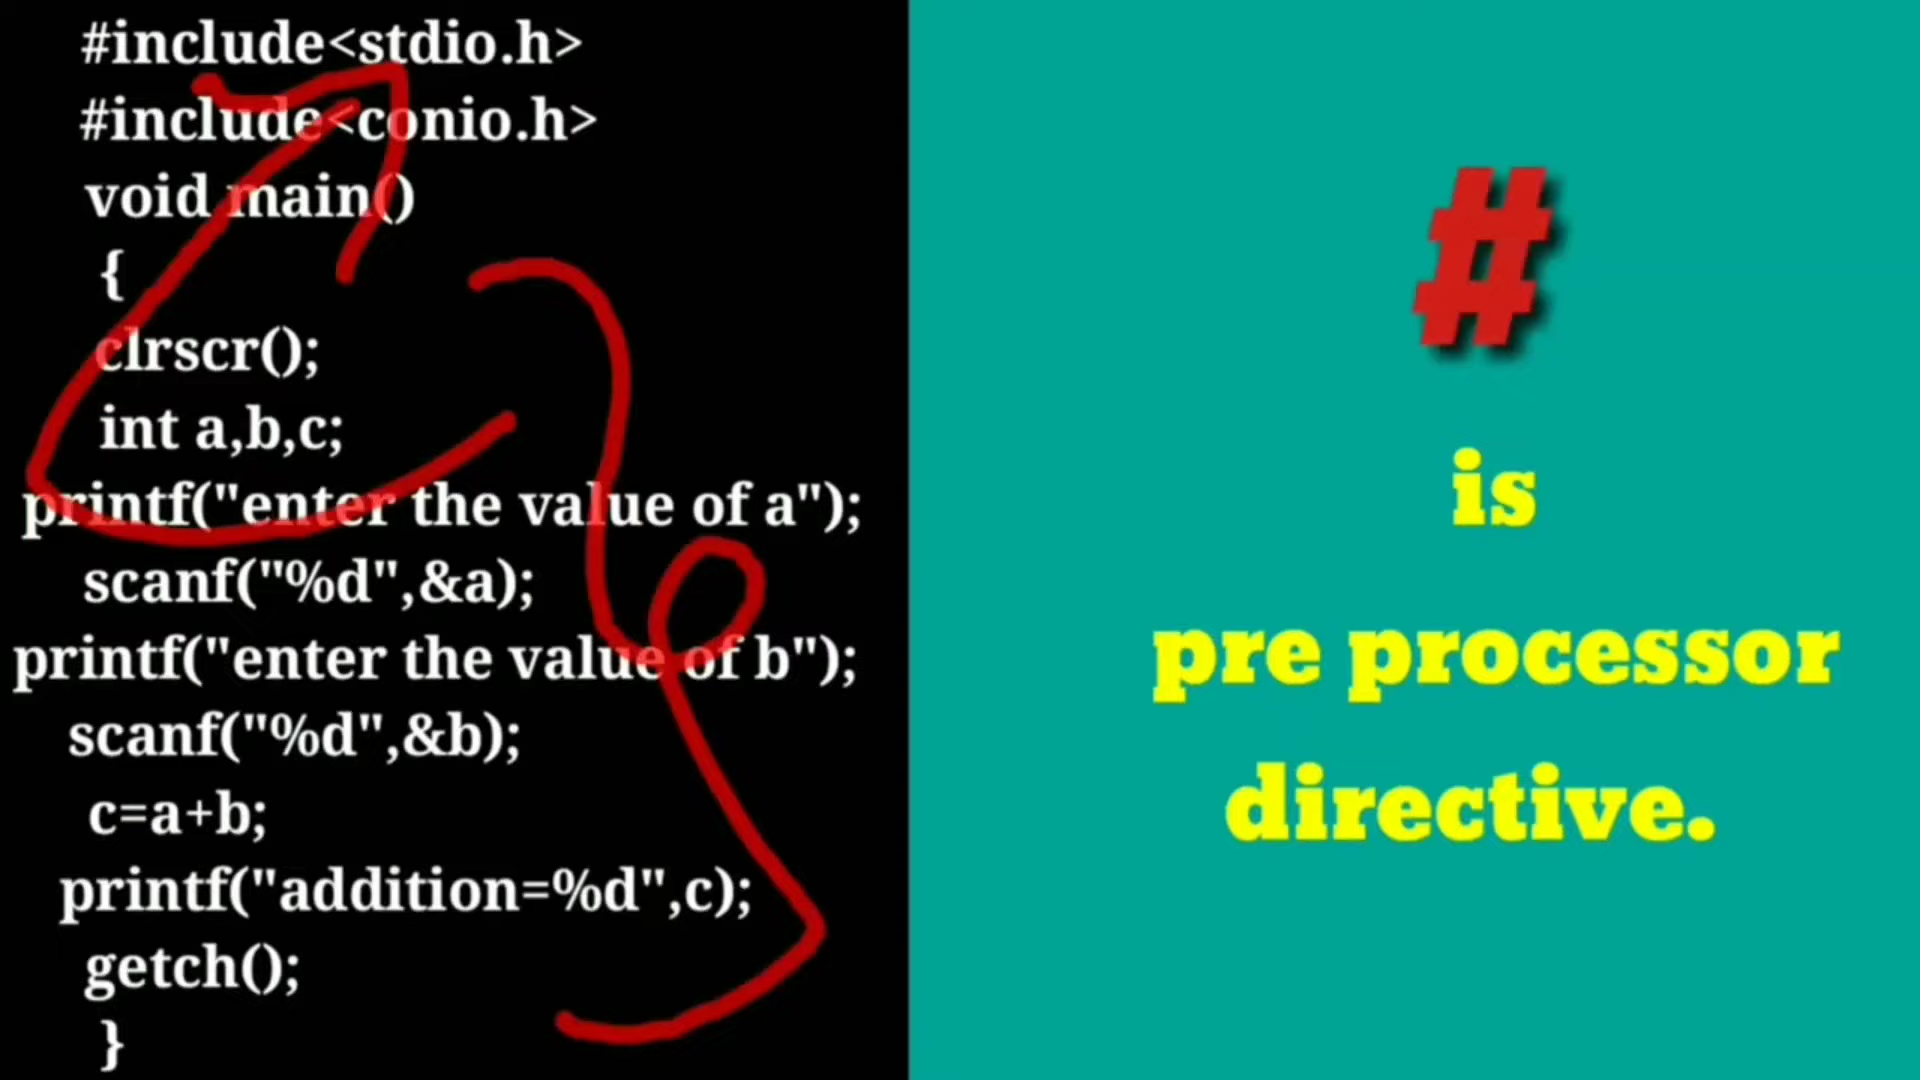 #include<stdio.h>
#include<conio.h>
void main()
{
clrscr();
int a,b,c;
printf("enter the value of a");
scanf("%d",&a);
printf("enter the value of b");
scanf("%d",&b);
c=a+b;
printf("addition=%d",c);
getch();
}
#
is
pre processor
directive.